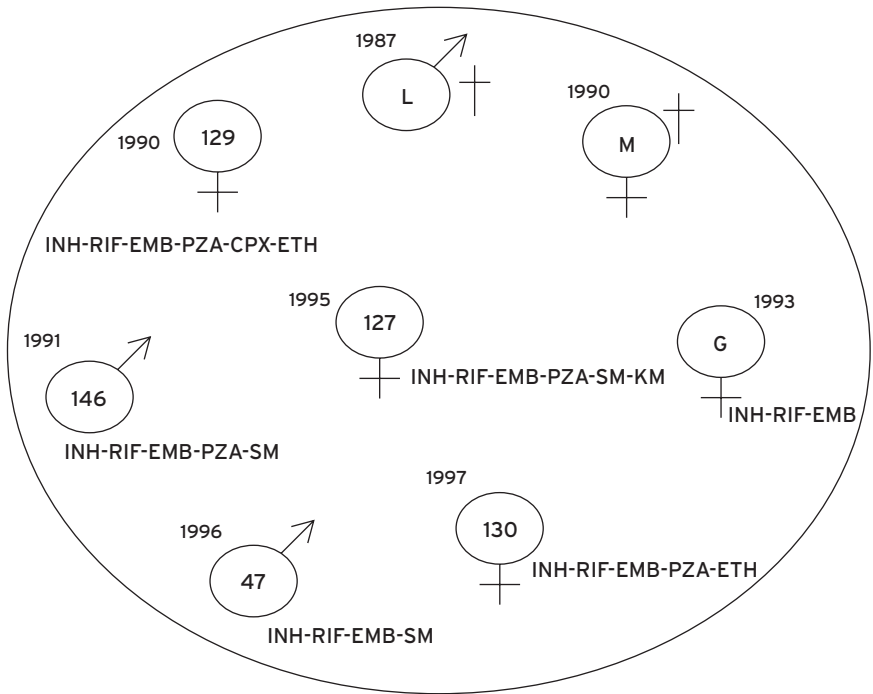 1987
L
1990
M
1990
129
INH-RIF-EMB-PZA-CPX-ETH
1995
127
INH-RIF-EMB-PZA-SM-KM
1993
G
INH-RIF-EMB
1991
146
INH-RIF-EMB-PZA-SM
1997
130
INH-RIF-EMB-PZA-ETH
1996
47
INH-RIF-EMB-SM